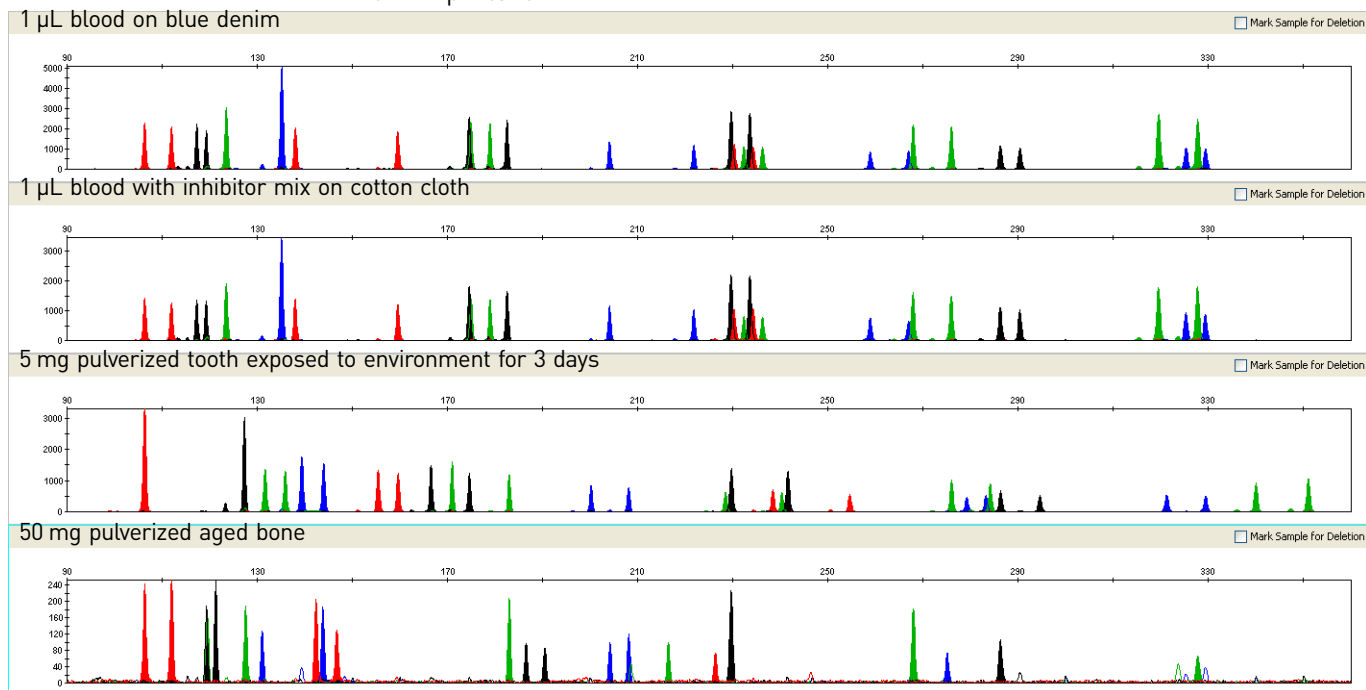 1 µL blood on blue denim
Mark Sample for Deletion
90 130 170 210 250 290 330
5000
4000
3000
2000
1000
0
1 µL blood with inhibitor mix on cotton cloth
Mark Sample for Deletion
90 130 170 210 250 290 330
3000
2000
1000
0
5 mg pulverized tooth exposed to environment for 3 days
Mark Sample for Deletion
90 130 170 210 250 290 330
3000
2000
1000
0
50 mg pulverized aged bone
Mark Sample for Deletion
90 130 170 210 250 290 330
240
200
160
120
80
40
0